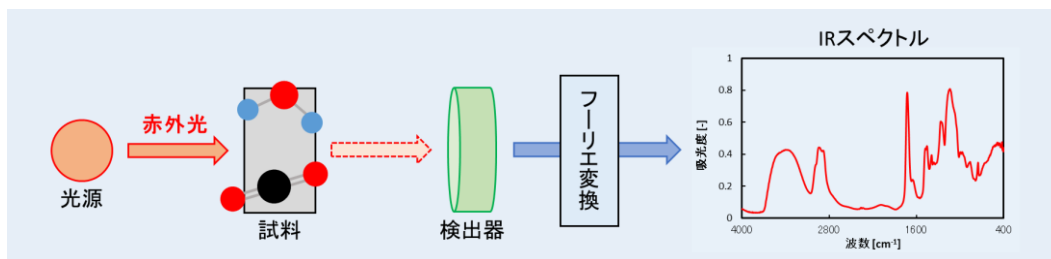 光源
赤外光
試料
検出器
フーリエ変換
IRスペクトル
吸光度 [-]
1
0.8
0.6
0.4
0.2
0
4000 2800 1600 400
波数 [cm⁻¹]